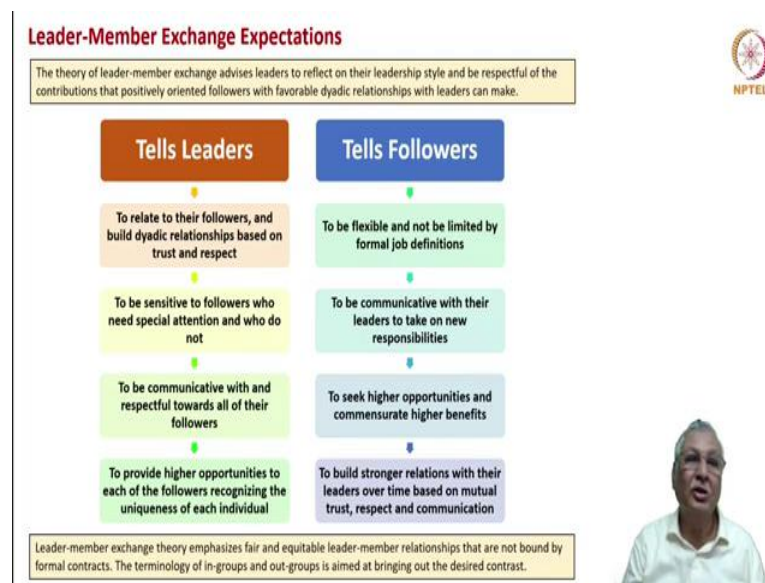 Leader-Member Exchange Expectations
The theory of leader-member exchange advises leaders to reflect on their leadership style and be respectful of the
contributions that positively oriented followers with favorable dyadic relationships with leaders can make.
NPTEL
Tells Leaders
To relate to their followers, and
build dyadic relationships based on
trust and respect
To be sensitive to followers who
need special attention and who do
not
To be communicative with and
respectful towards all of their
followers
To provide higher opportunities to
each of the followers recognizing the
uniqueness of each individual
Tells Followers
To be flexible and not be limited by
formal job definitions
To be communicative with their
leaders to take on new
responsibilities
To seek higher opportunities and
commensurate higher benefits
To build stronger relations with their
leaders over time based on mutual
trust, respect and communication
Leader-member exchange theory emphasizes fair and equitable leader-member relationships that are not bound by
formal contracts. The terminology of in-groups and out-groups is aimed at bringing out the desired contrast.